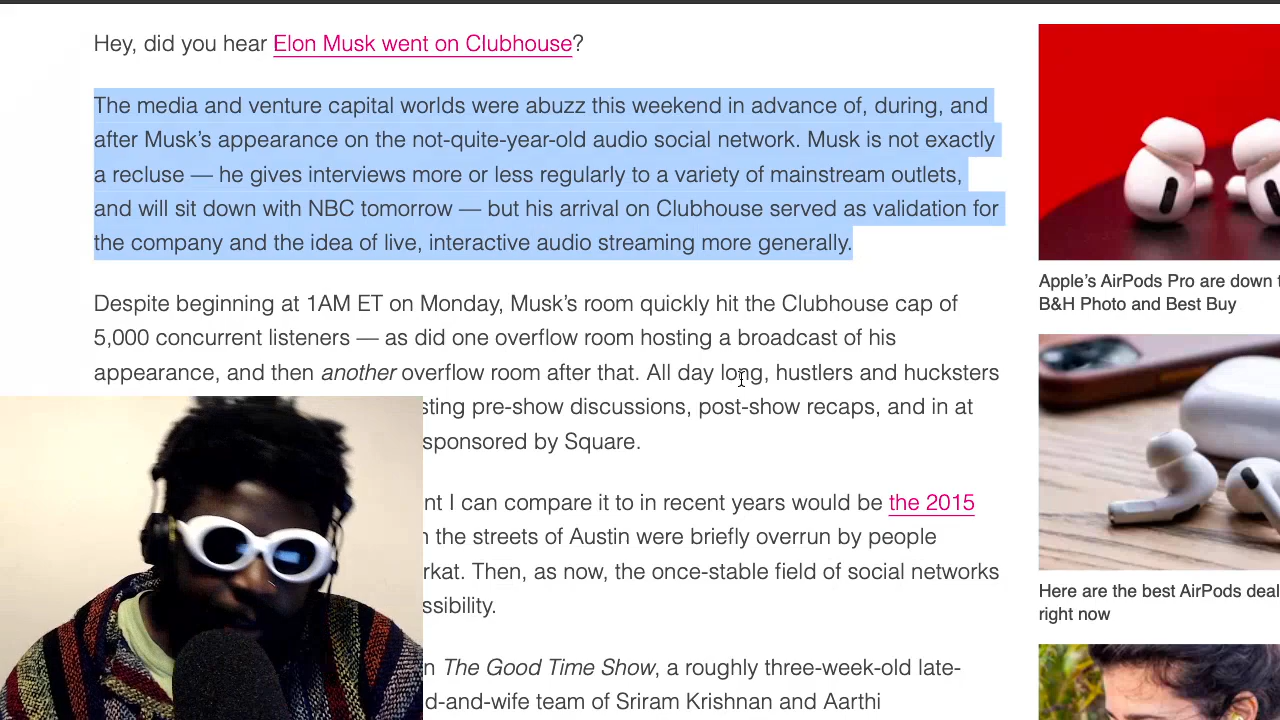 Hey, did you hear Elon Musk went on Clubhouse?
The media and venture capital worlds were abuzz this weekend in advance of, during, and
after Musk’s appearance on the not-quite-year-old audio social network. Musk is not exactly
a recluse — he gives interviews more or less regularly to a variety of mainstream outlets,
and will sit down with NBC tomorrow — but his arrival on Clubhouse served as validation for
the company and the idea of live, interactive audio streaming more generally.
Despite beginning at 1AM ET on Monday, Musk’s room quickly hit the Clubhouse cap of
5,000 concurrent listeners — as did one overflow room hosting a broadcast of his
appearance, and then another overflow room after that. All day long, hustlers and hucksters
sting pre-show discussions, post-show recaps, and in at
sponsored by Square.
nt I can compare it to in recent years would be the 2015
n the streets of Austin were briefly overrun by people
rkat. Then, as now, the once-stable field of social networks
ssibility.
n The Good Time Show, a roughly three-week-old late-
d-and-wife team of Sriram Krishnan and Aarthi
Apple’s AirPods Pro are down t
B&H Photo and Best Buy
Here are the best AirPods deal
right now